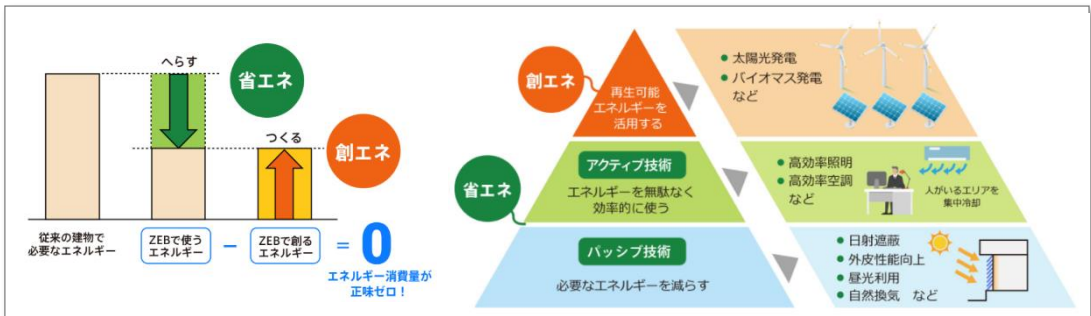 へらす
省エネ
つくる
創エネ
従来の建物で
必要なエネルギー
ZEBで使う
エネルギー
−
ZEBで創る
エネルギー
=
0
エネルギー消費量が
正味ゼロ！
創エネ
再生可能
エネルギーを
活用する
省エネ
アクティブ技術
エネルギーを無駄なく
効率的に使う
パッシブ技術
必要なエネルギーを減らす
● 太陽光発電
● バイオマス発電
など
● 高効率照明
● 高効率空調
など
人がいるエリアを
集中冷却
● 日射遮蔽
● 外皮性能向上
● 昼光利用
● 自然換気 など